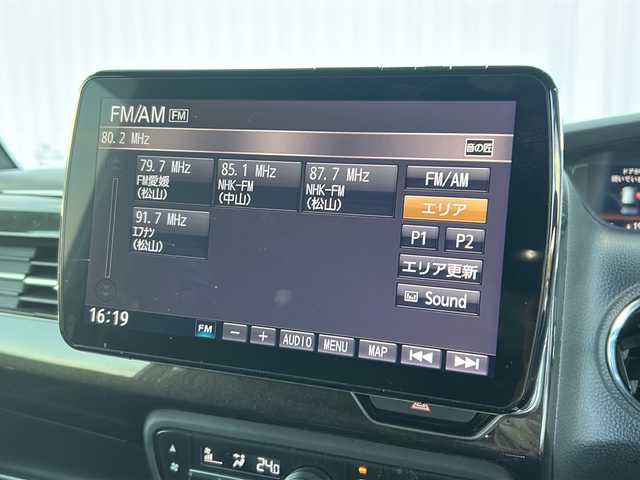 FM/AM FM
80.2 MHz
音の匠
79.7 MHz
FM愛媛
(松山)
85.1 MHz
NHK-FM
(中山)
87.7 MHz
NHK-FM
(松山)
91.7 MHz
エフナン
(松山)
FM/AM
エリア
P1 P2
エリア更新
Sound
16:19
FM - + AUDIO MENU MAP
24.0